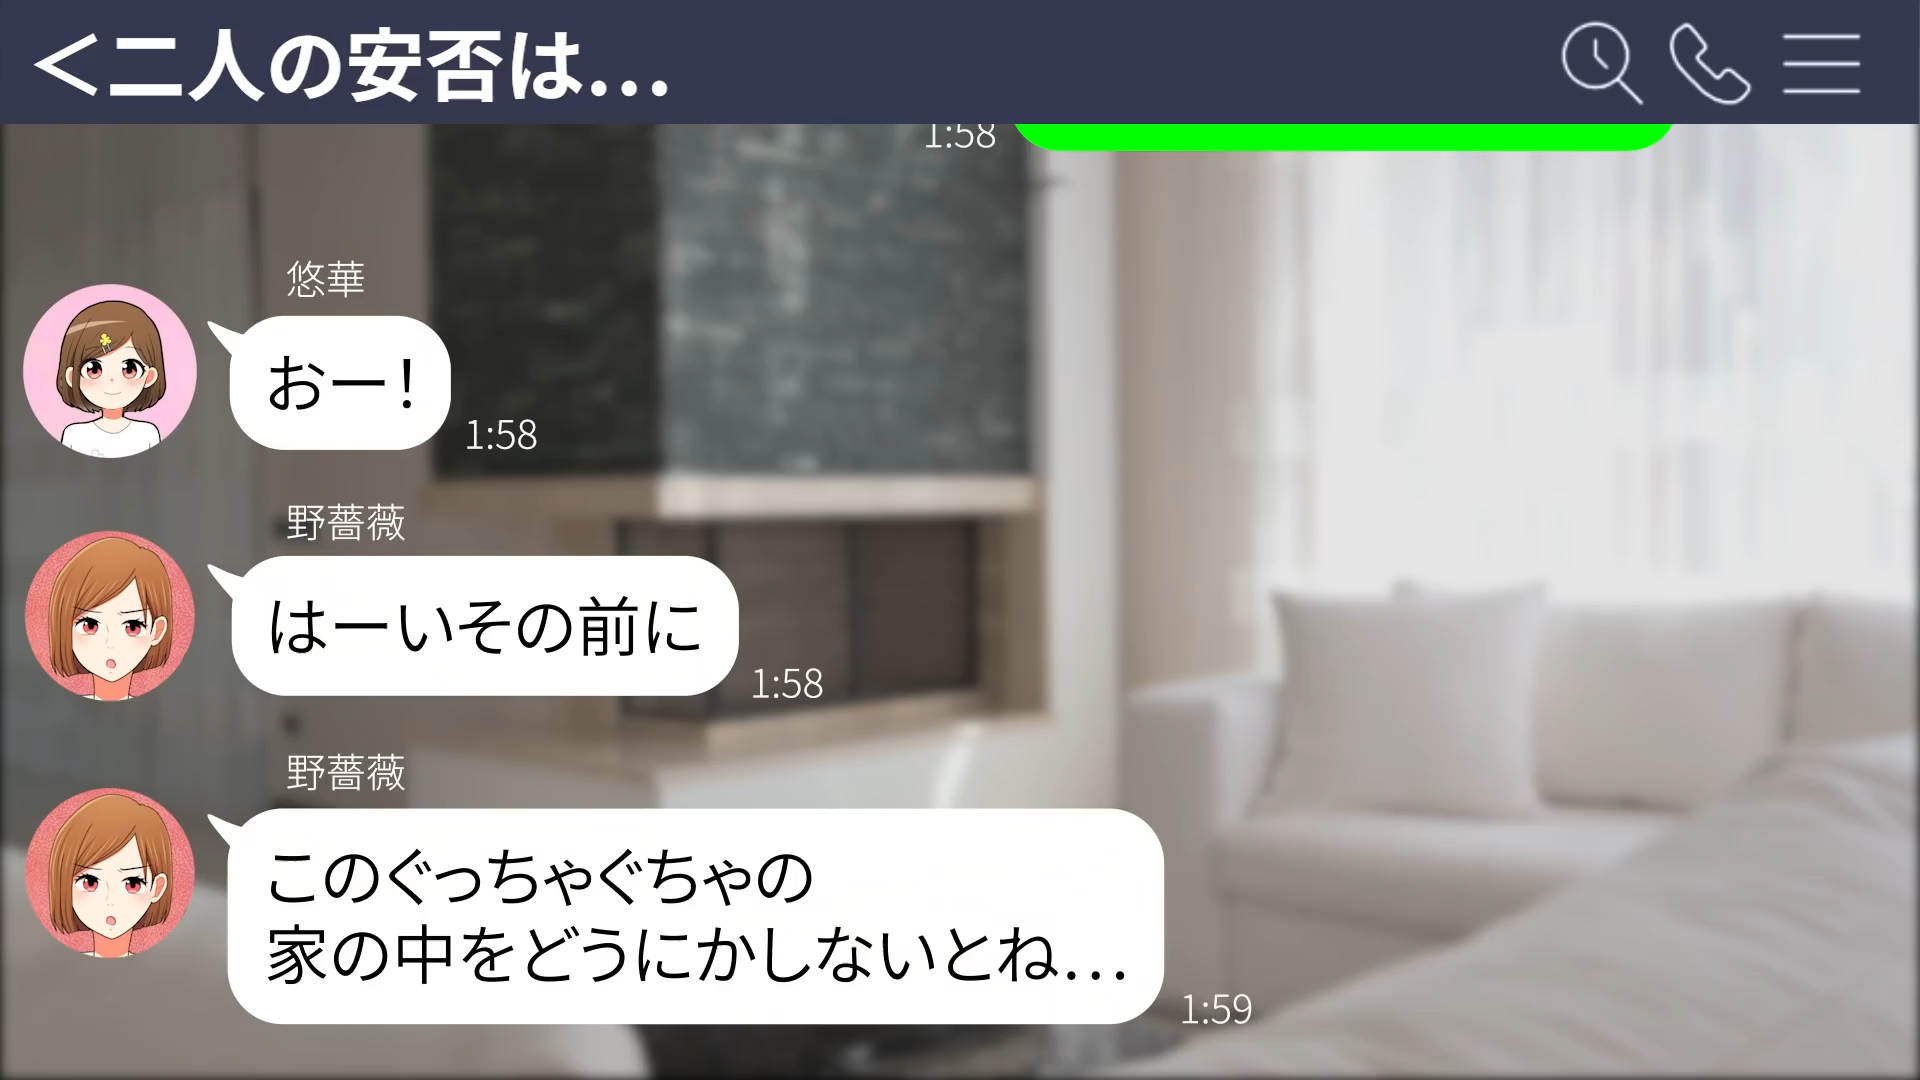 <二人の安否は…
1:58
悠華
おー！
1:58
野薔薇
はーいその前に
1:58
野薔薇
このぐっちゃぐちゃの
家の中をどうにかしないとね…
1:59